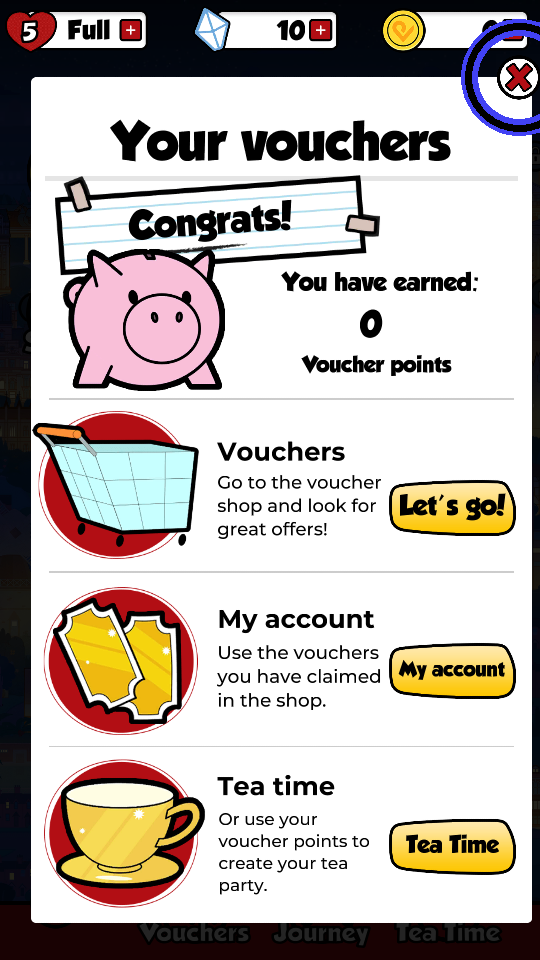 5 Full 10
Your vouchers
Congrats!
You have earned:
0
Voucher points
Vouchers
Go to the voucher
shop and look for
great offers!
Let's go!
My account
Use the vouchers
you have claimed
in the shop.
My account
Tea time
Or use your
voucher points to
create your tea
party.
Tea Time
Vouchers Journey Tea Time